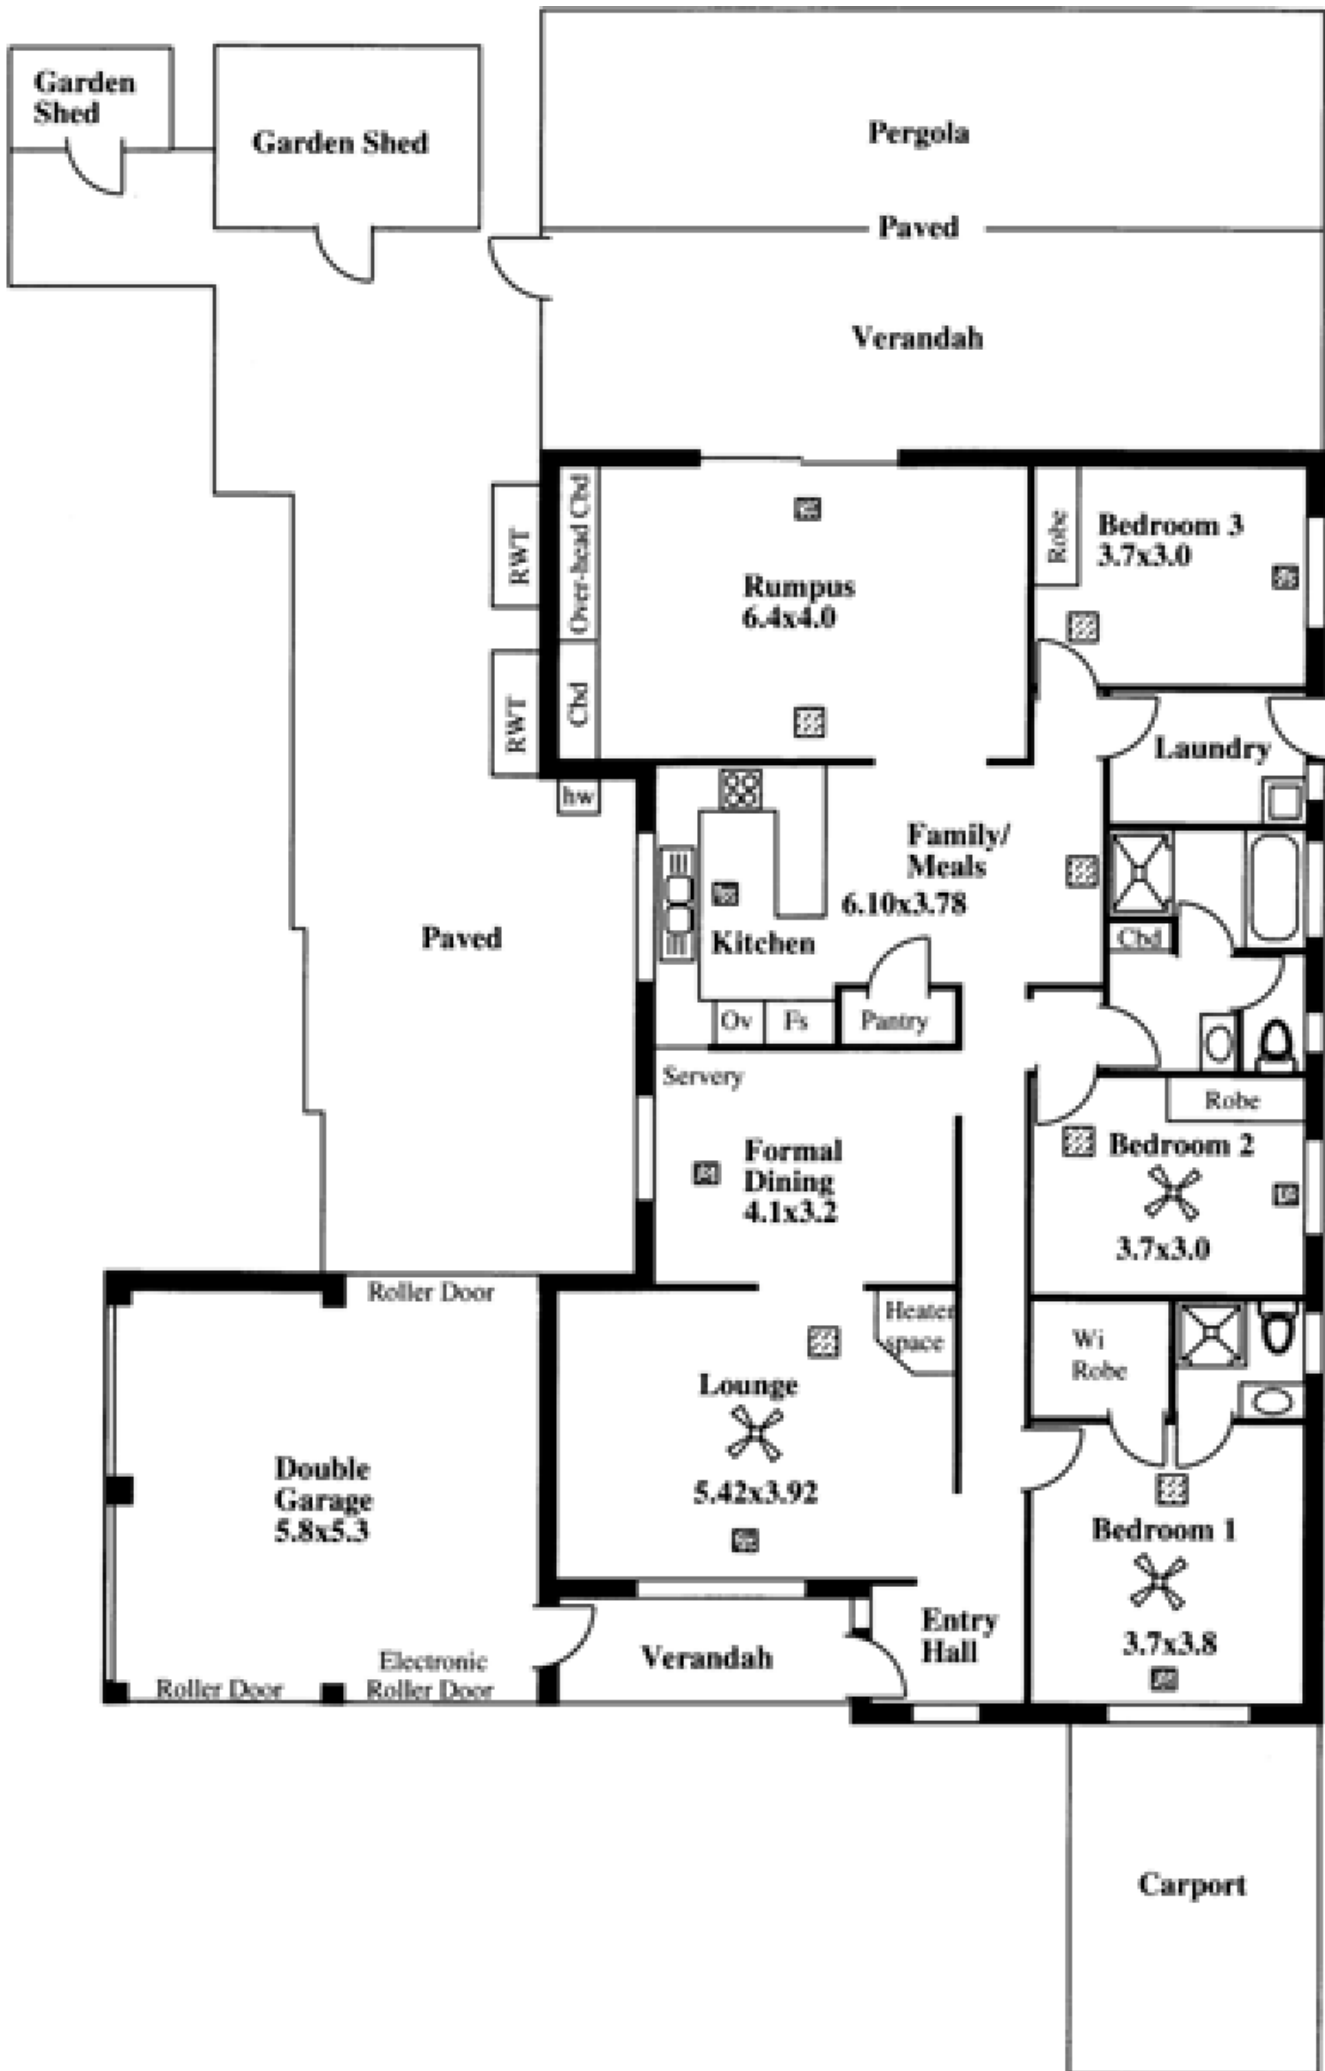 Garden
Shed
Garden Shed
Pergola
Paved
Verandah
RWT
Over-head Cbd
Rumpus
6.4x4.0
Robe
Bedroom 3
3.7x3.0
RWT
Cbd
Laundry
hw
Family/
Meals
6.10x3.78
Paved
Kitchen
Cbd
Ov
Fs
Pantry
Servery
Robe
Formal
Dining
4.1x3.2
Bedroom 2
3.7x3.0
Roller Door
Heater
space
Wi
Robe
Lounge
5.42x3.92
Double
Garage
5.8x5.3
Bedroom 1
3.7x3.8
Entry
Hall
Verandah
Electronic
Roller Door
Roller Door
Carport